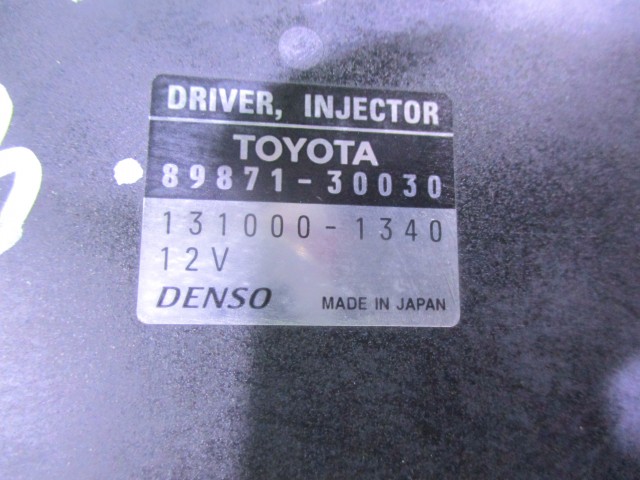 DRIVER, INJECTOR
TOYOTA
89871-30030
131000-1340
12V
DENSO MADE IN JAPAN